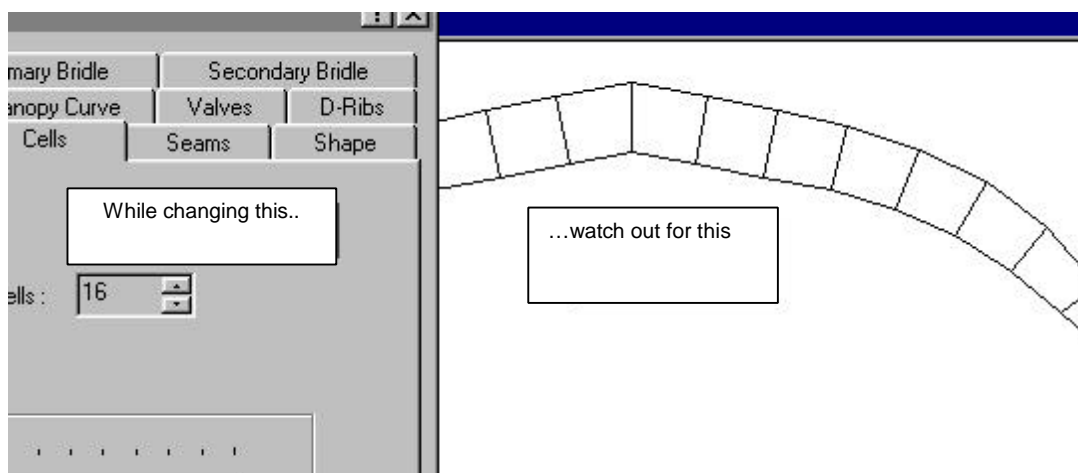 ? X
mary Bridle Secondary Bridle
anopy Curve Valves D-Ribs
Cells Seams Shape
While changing this..
…watch out for this
ells : 16